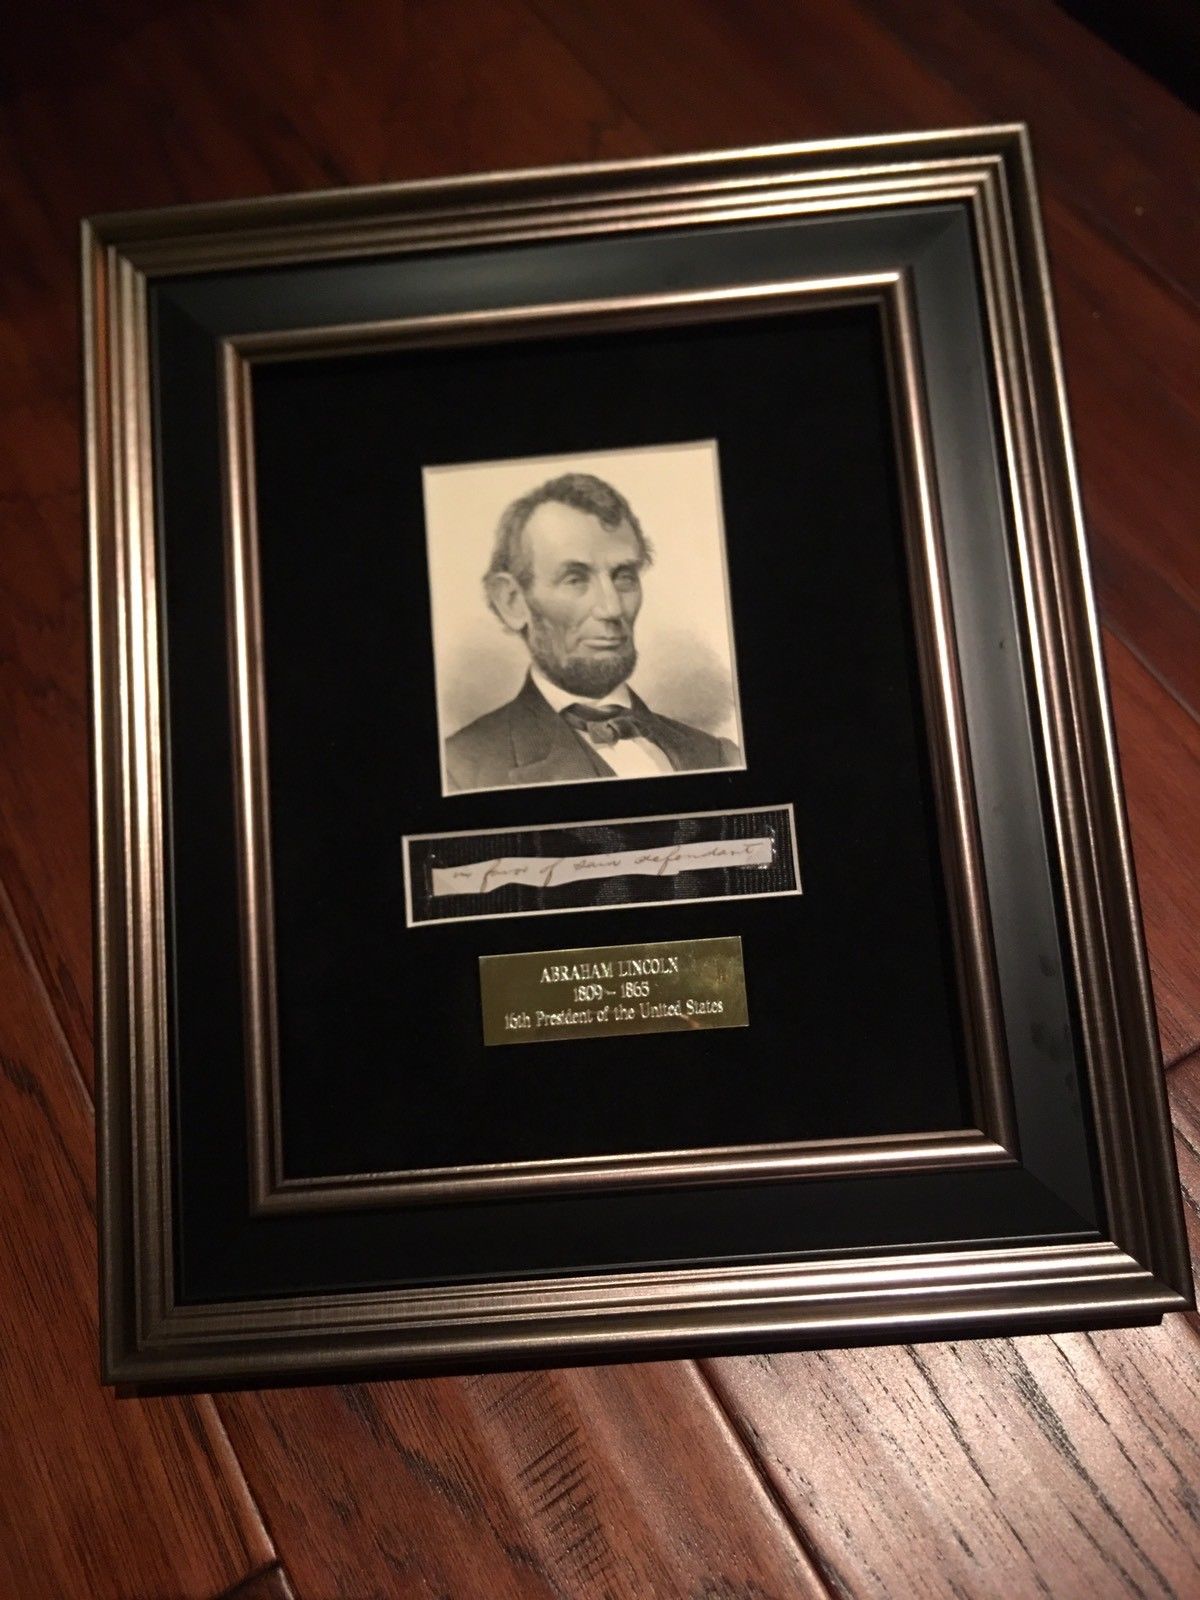 in favor of said defendant,
ABRAHAM LINCOLN
1809 – 1865
16th President of the United States